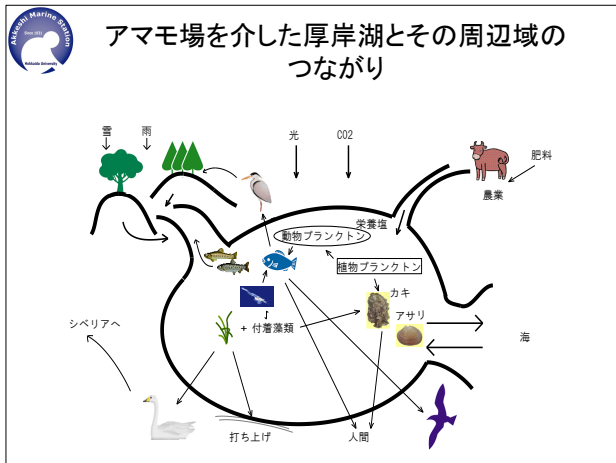 Akkeshi Marine Station
Since 1931
Hokkaido University
アマモ場を介した厚岸湖とその周辺域の
つながり
雪
雨
光
CO2
肥料
農業
栄養塩
動物プランクトン
植物プランクトン
カキ
アサリ
+ 付着藻類
シベリアへ
海
打ち上げ
人間